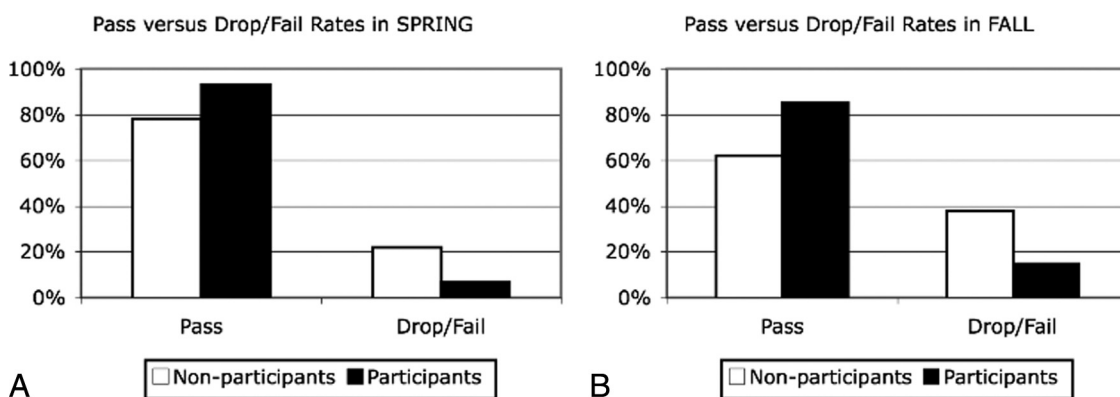 Pass versus Drop/Fail Rates in SPRING
100%
80%
60%
40%
20%
0%
Pass
Drop/Fail
Non-participants
Participants
A
Pass versus Drop/Fail Rates in FALL
100%
80%
60%
40%
20%
0%
Pass
Drop/Fail
Non-participants
Participants
B